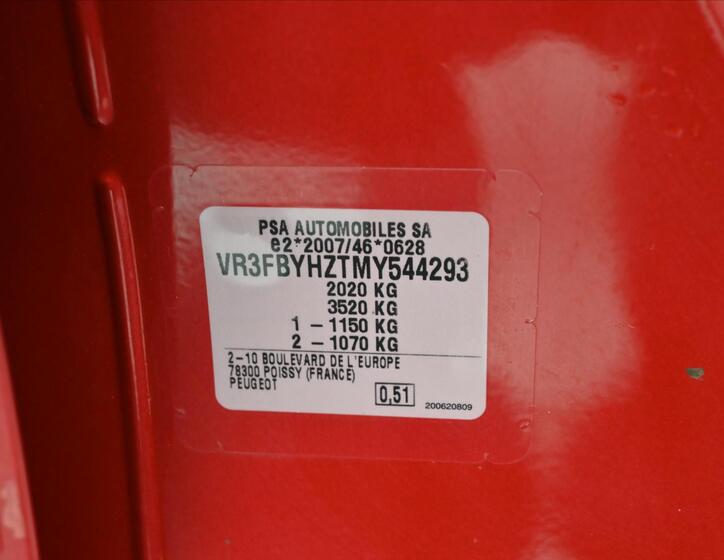 PSA AUTOMOBILES SA
e2*2007/46*0628
VR3FBYHZTMY544293
2020 KG
3520 KG
1 – 1150 KG
2 – 1070 KG
2–10 BOULEVARD DE L'EUROPE
78300 POISSY (FRANCE)
PEUGEOT
0,51
200620809